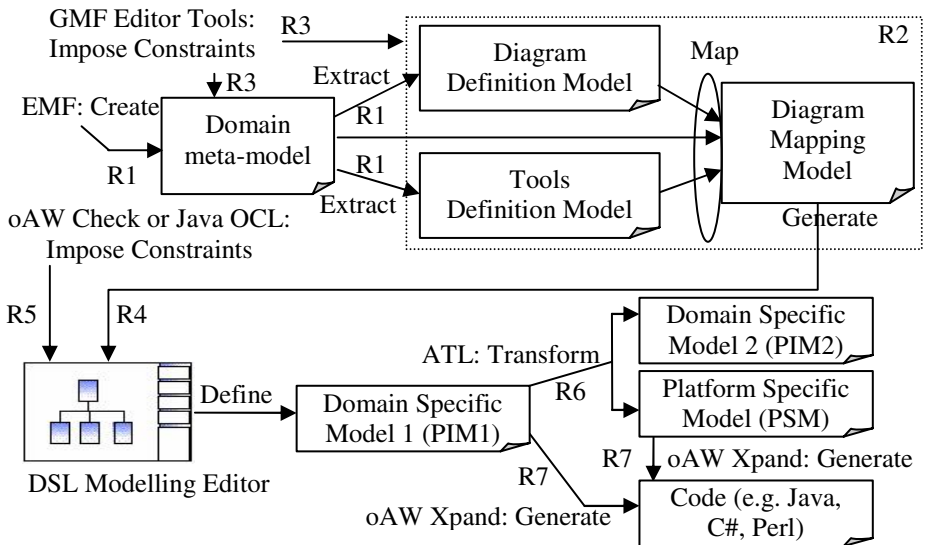 GMF Editor Tools:
Impose Constraints
R3
R2
R3
Extract
Diagram
Definition Model
Map
EMF: Create
R1
Domain
meta-model
R1
R1
Extract
Tools
Definition Model
Diagram
Mapping
Model
Generate
oAW Check or Java OCL:
Impose Constraints
R5
R4
DSL Modelling Editor
Define
Domain Specific
Model 1 (PIM1)
ATL: Transform
R6
Domain Specific
Model 2 (PIM2)
Platform Specific
Model (PSM)
R7
oAW Xpand: Generate
R7
oAW Xpand: Generate
Code (e.g. Java,
C#, Perl)